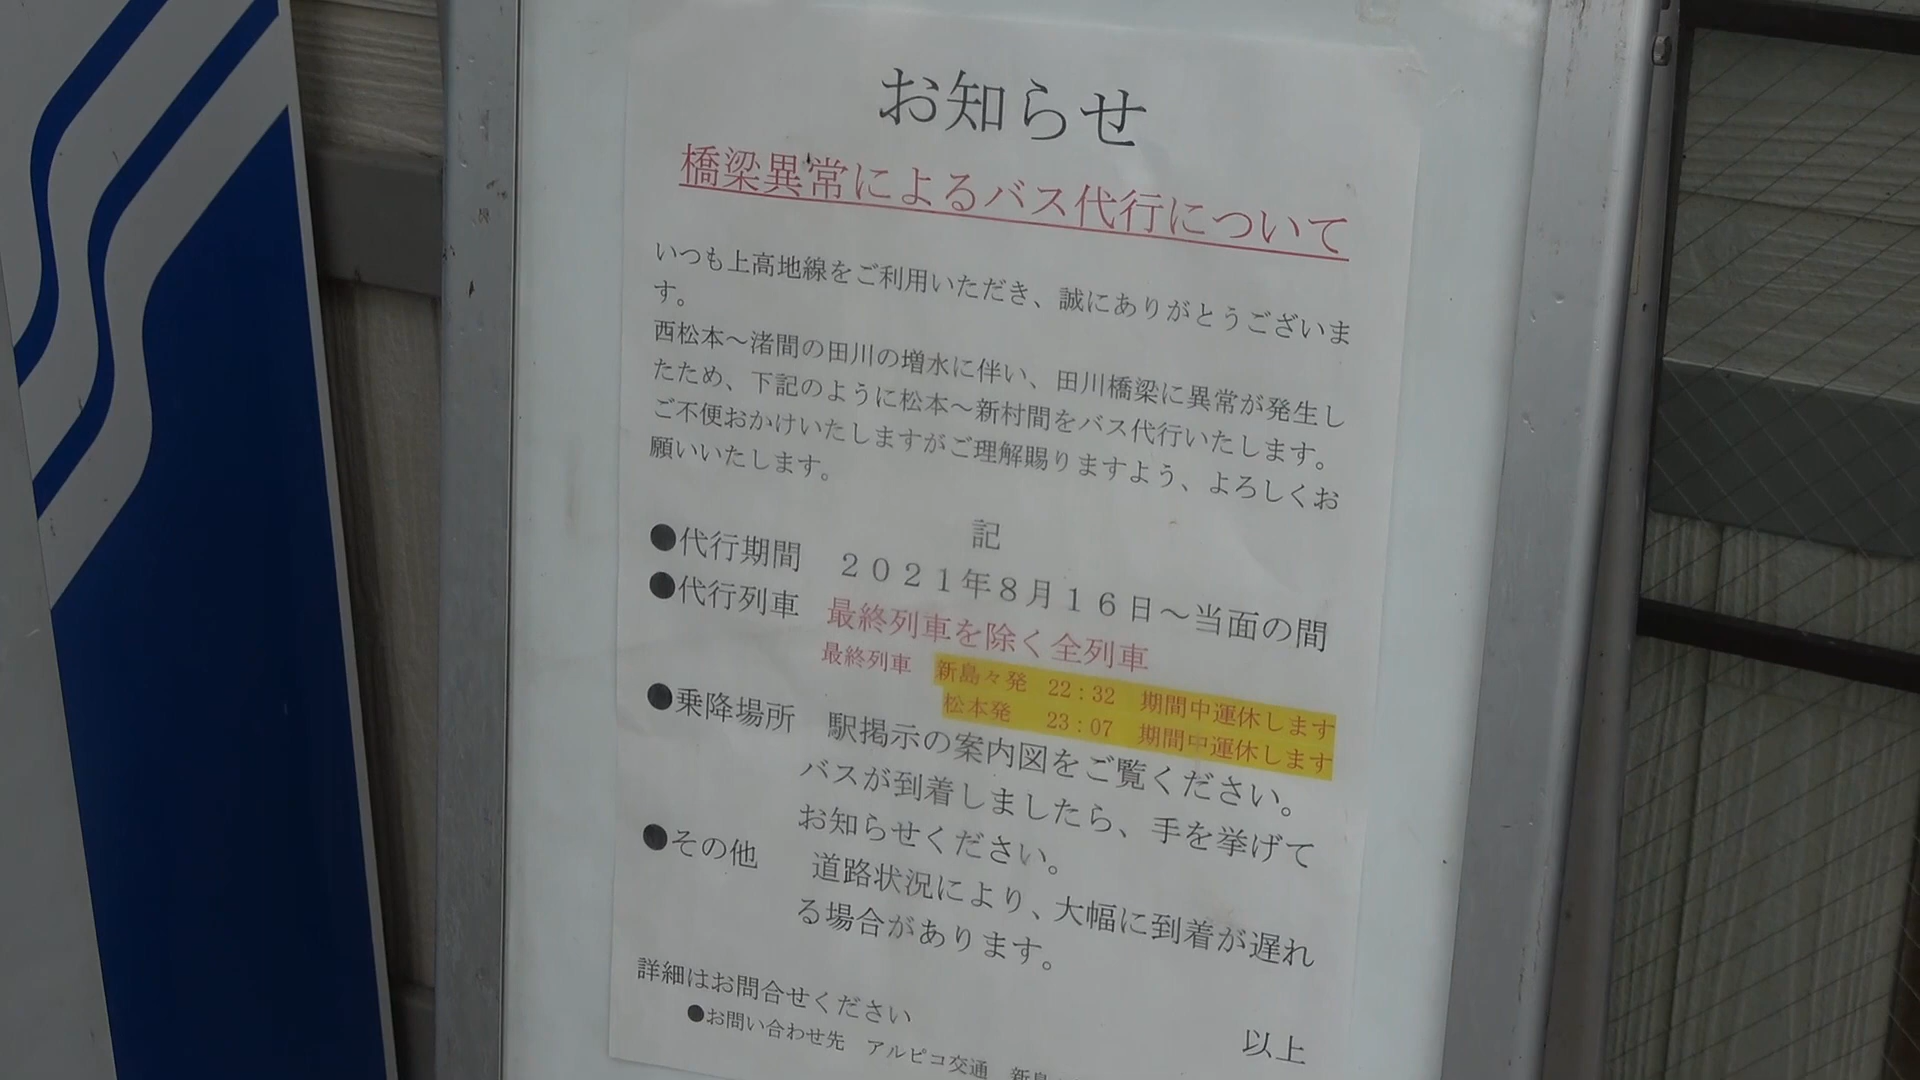 お知らせ
橋梁異常によるバス代行について
いつも上高地線をご利用いただき、誠にありがとうございま
す。
西松本～渚間の田川の増水に伴い、田川橋梁に異常が発生し
たため、下記のように松本～新村間をバス代行いたします。
ご不便おかけいたしますがご理解賜りますよう、よろしくお
願いいたします。
記
●代行期間　２０２１年８月１６日～当面の間
●代行列車　最終列車を除く全列車
最終列車　新島々発　22：32　期間中運休します
松本発　23：07　期間中運休します
●乗降場所　駅掲示の案内図をご覧ください。
バスが到着しましたら、手を挙げて
お知らせください。
●その他　道路状況により、大幅に到着が遅れ
る場合があります。
以上
詳細はお問合せください
●お問い合わせ先　アルピコ交通　新島